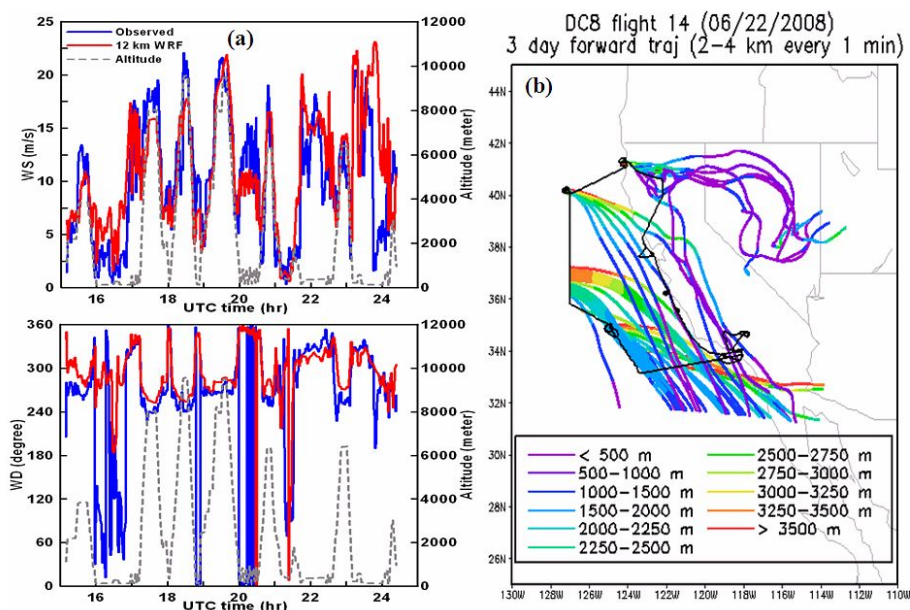 DC8 flight 14 (06/22/2008)
3 day forward traj (2-4 km every 1 min)
Observed
12 km WRF
Altitude
(a)
(b)
25
20
15
10
5
0
WS (m/s)
12000
10000
8000
6000
4000
2000
0
Altitude (meter)
16 18 20 22 24
UTC time (hr)
360
300
240
180
120
60
0
WD (degree)
12000
10000
8000
6000
4000
2000
0
Altitude (meter)
16 18 20 22 24
UTC time (hr)
44N
42N
40N
38N
36N
34N
32N
30N
28N
26N
< 500 m
500-1000 m
1000-1500 m
1500-2000 m
2000-2250 m
2250-2500 m
2500-2750 m
2750-3000 m
3000-3250 m
3250-3500 m
> 3500 m
130W 128W 126W 124W 122W 120W 118W 116W 114W 112W 110W